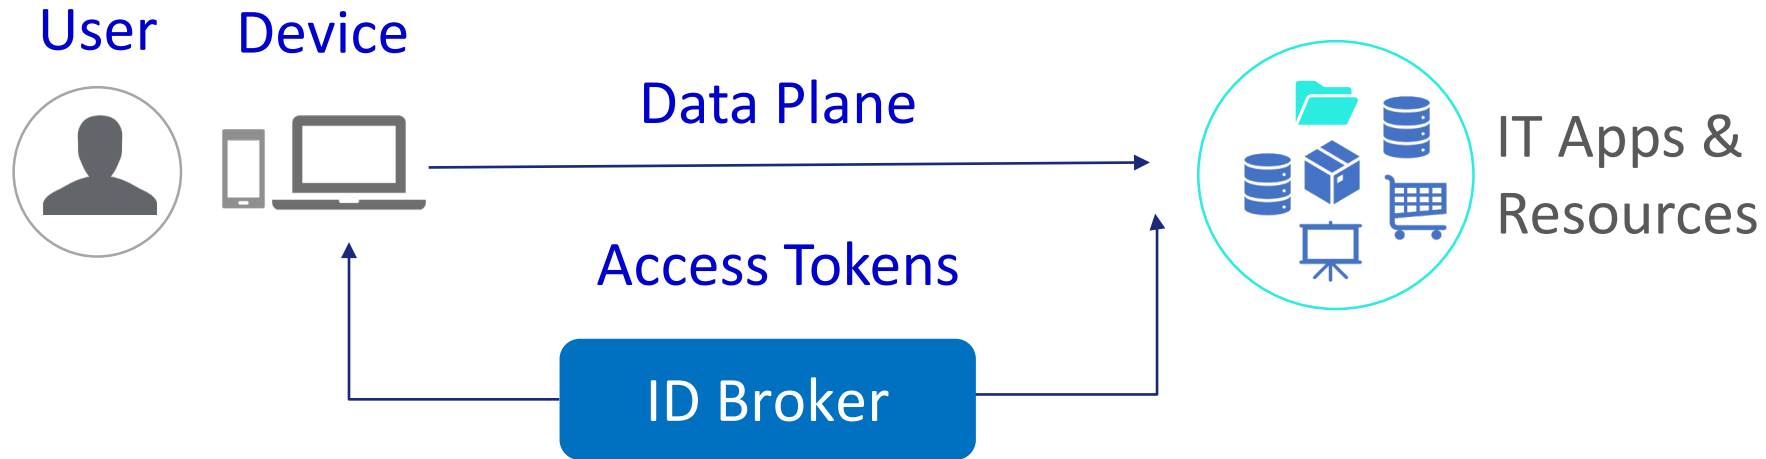 User
Device
Data Plane
IT Apps &
Resources
Access Tokens
ID Broker